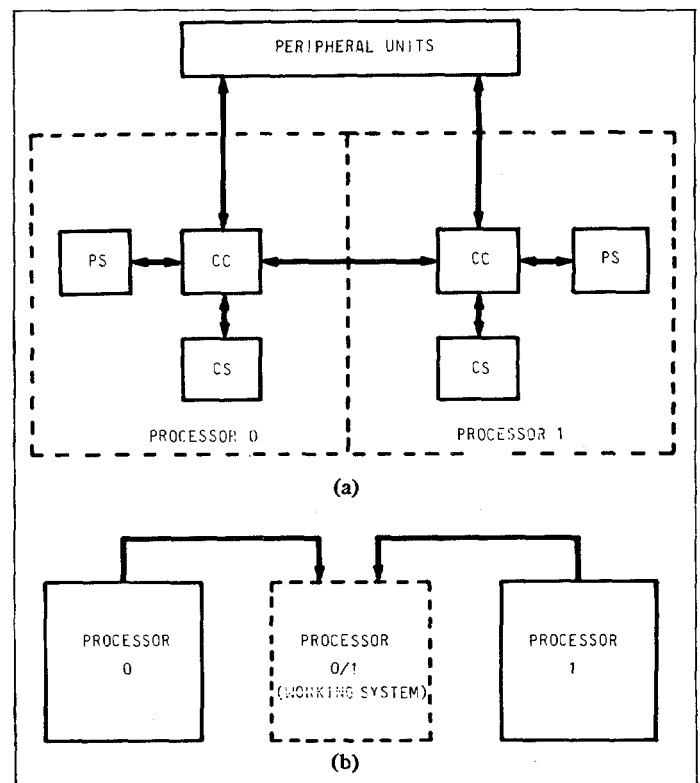 PERIPHERAL UNITS
PS
CC
CC
PS
CS
CS
PROCESSOR 0
PROCESSOR 1
(a)
PROCESSOR
0
PROCESSOR
0/1
(WORKING SYSTEM)
PROCESSOR
1
(b)